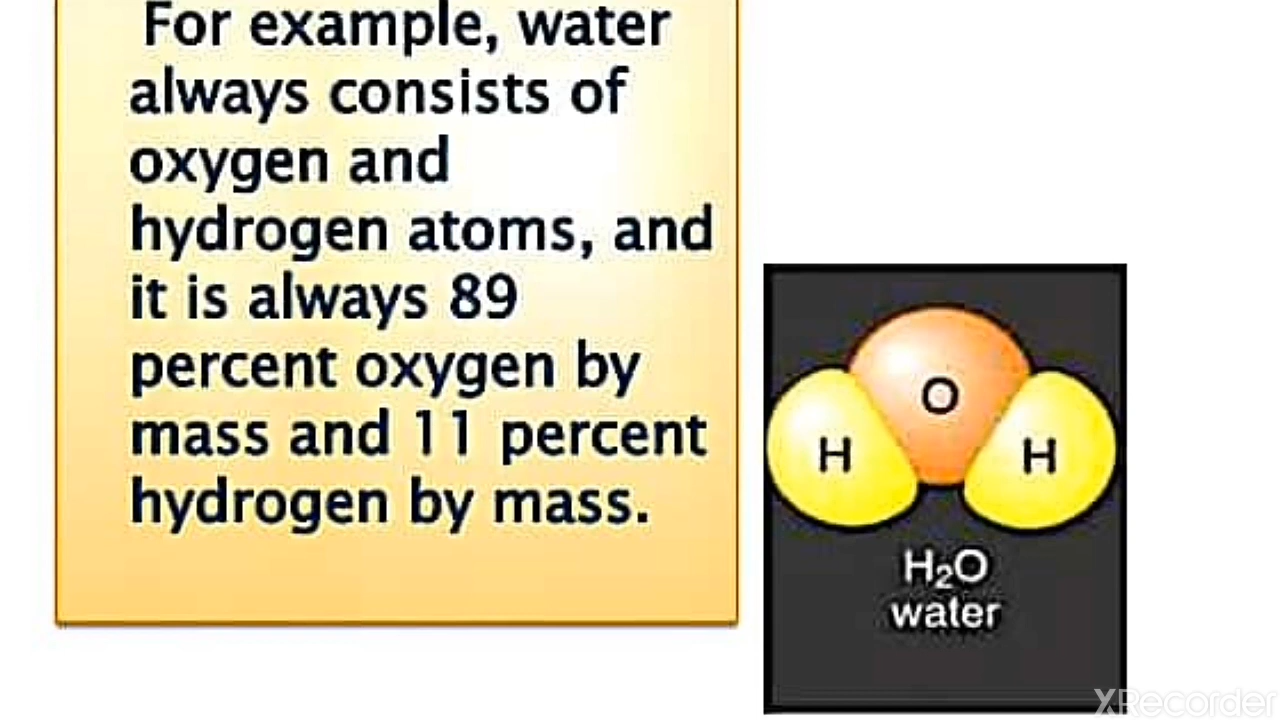 For example, water
always consists of
oxygen and
hydrogen atoms, and
it is always 89
percent oxygen by
mass and 11 percent
hydrogen by mass.
O
H H
H₂O
water
XRecorder